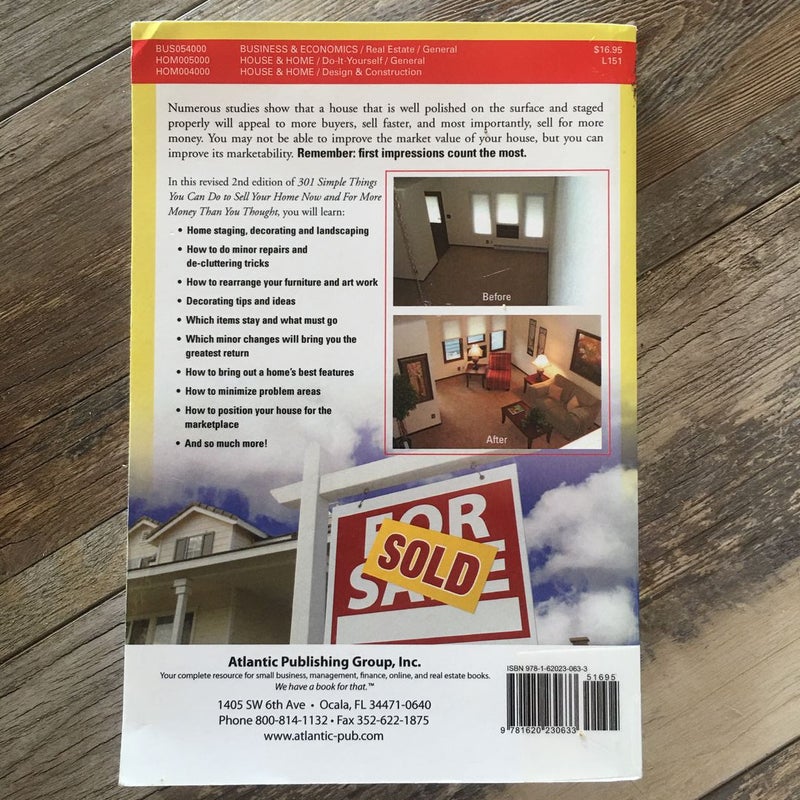 BUS054000 BUSINESS & ECONOMICS / Real Estate / General $16.95
HOM005000 HOUSE & HOME / Do-It-Yourself / General L151
HOM004000 HOUSE & HOME / Design & Construction
Numerous studies show that a house that is well polished on the surface and staged
properly will appeal to more buyers, sell faster, and most importantly, sell for more
money. You may not be able to improve the market value of your house, but you can
improve its marketability. Remember: first impressions count the most.
In this revised 2nd edition of 301 Simple Things
You Can Do to Sell Your Home Now and For More
Money Than You Thought, you will learn:
• Home staging, decorating and landscaping
• How to do minor repairs and
de-cluttering tricks
• How to rearrange your furniture and art work
• Decorating tips and ideas
• Which items stay and what must go
• Which minor changes will bring you the
greatest return
• How to bring out a home's best features
• How to minimize problem areas
• How to position your house for the
marketplace
• And so much more!
Before
After
FOR
SOLD
SALE
Atlantic Publishing Group, Inc.
Your complete resource for small business, management, finance, online, and real estate books.
We have a book for that.™
1405 SW 6th Ave • Ocala, FL 34471-0640
Phone 800-814-1132 • Fax 352-622-1875
www.atlantic-pub.com
ISBN 978-1-62023-063-3
51695
9 781620 230633